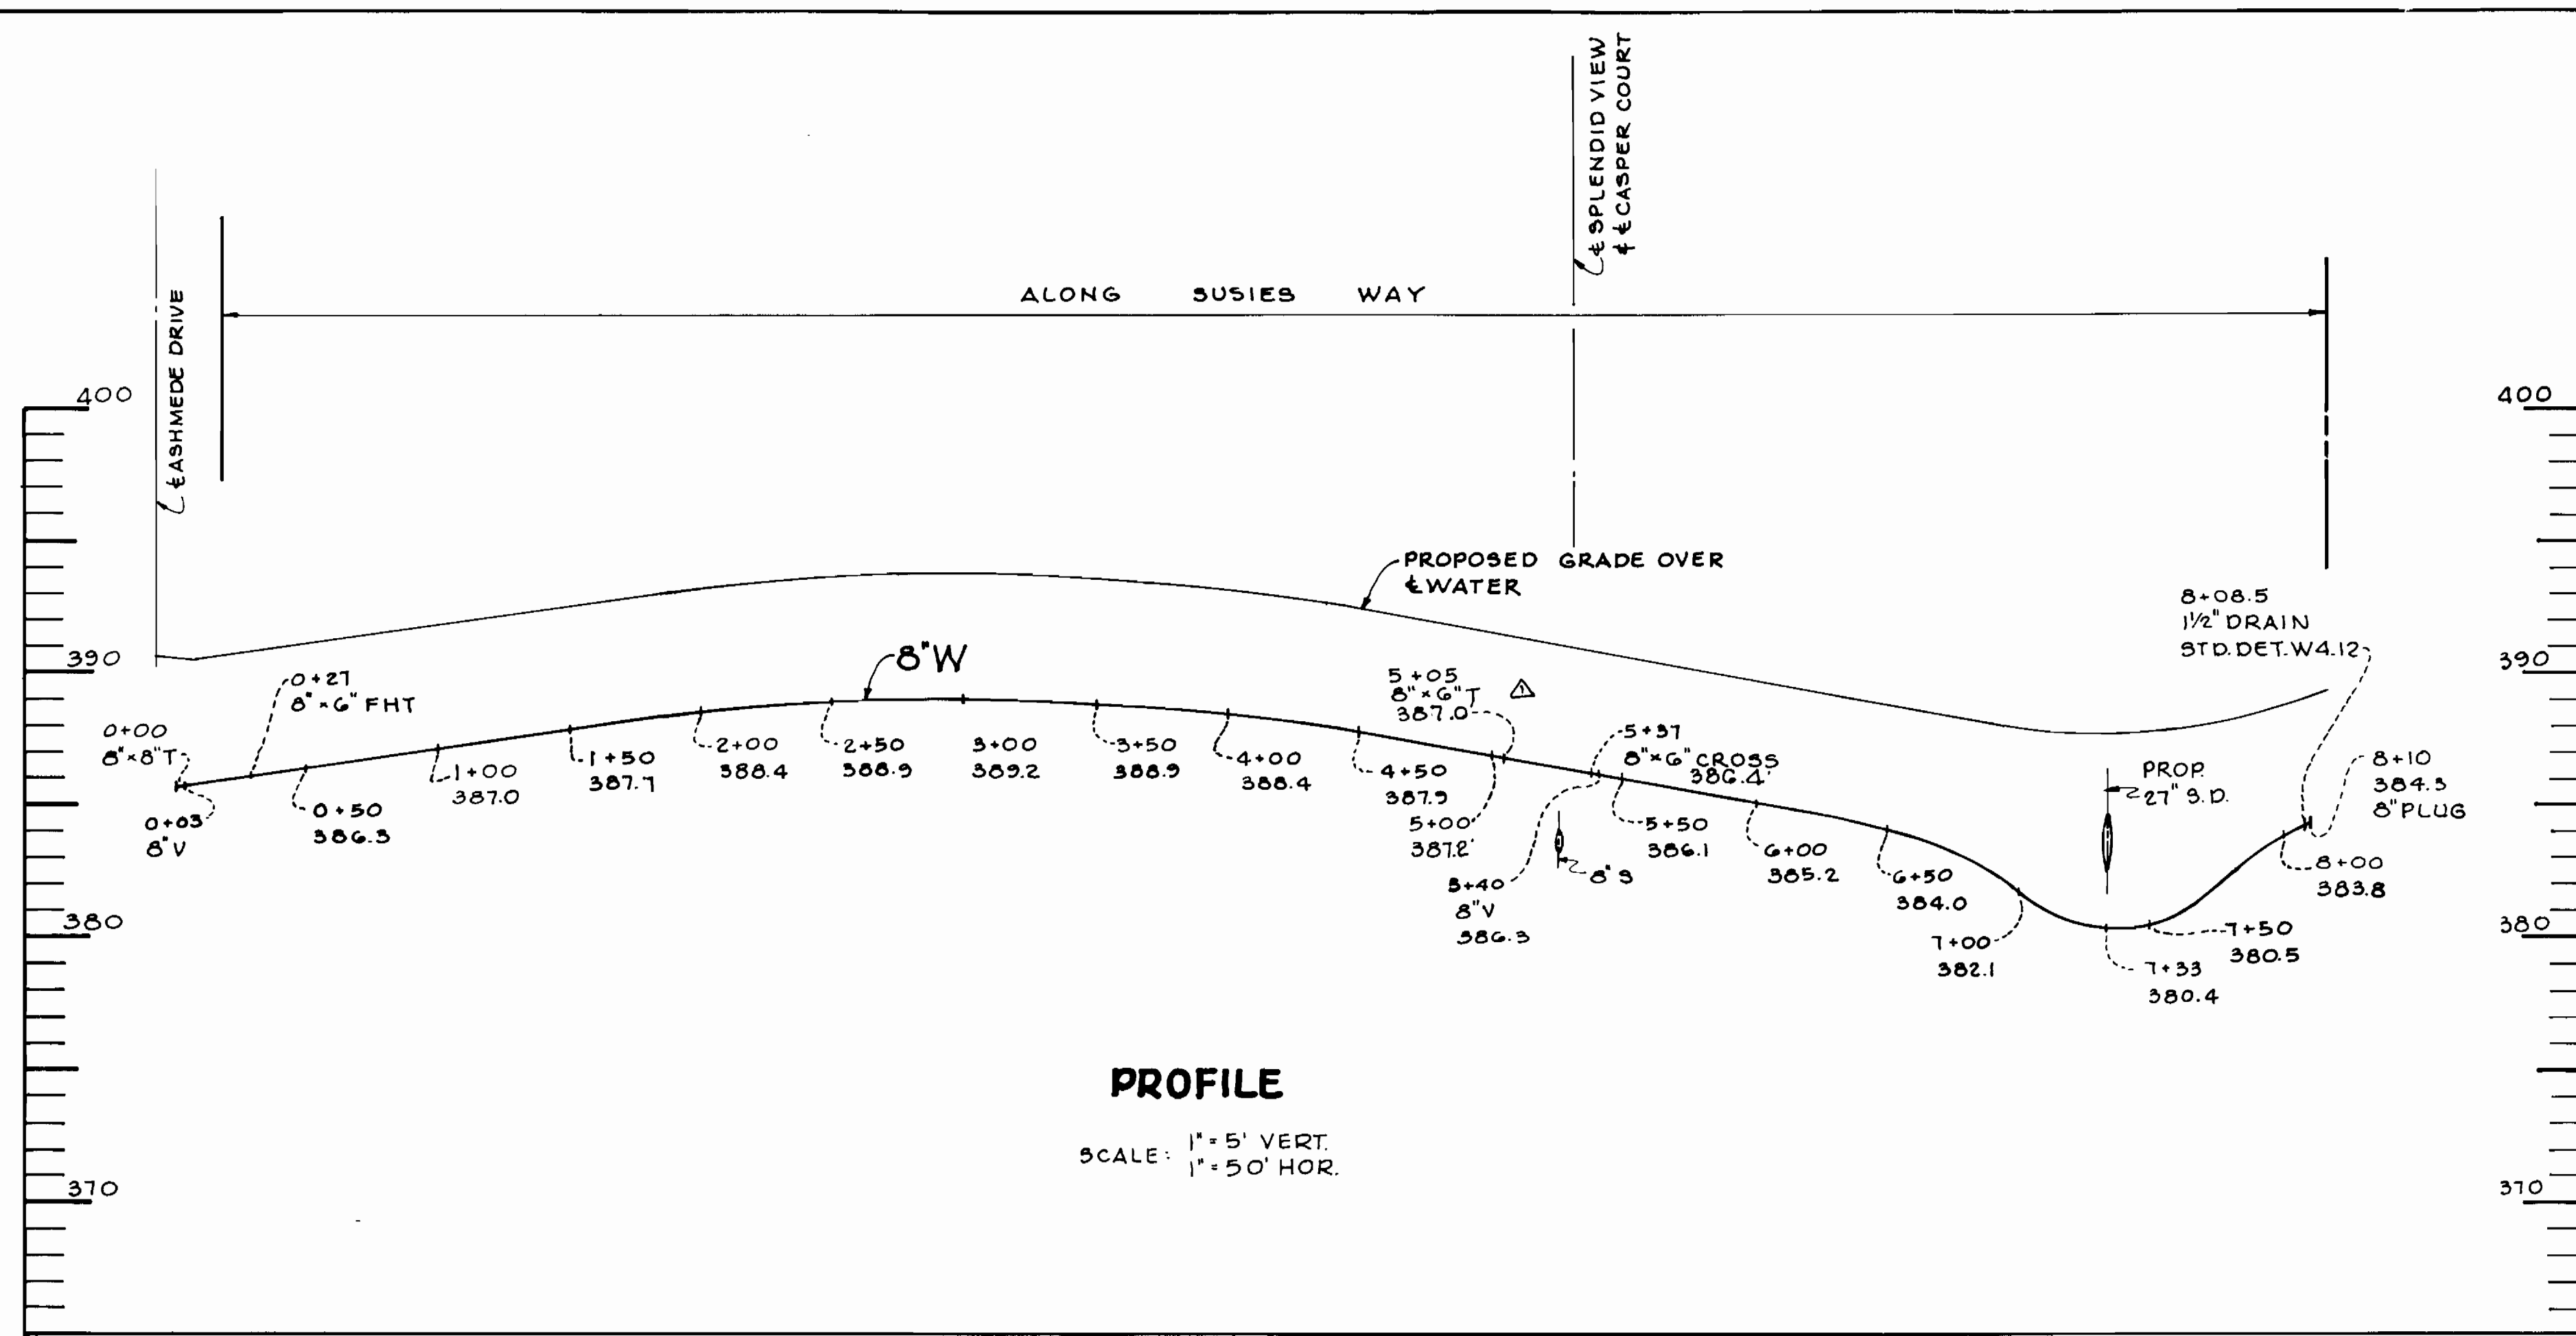 ℄ SPLENDID VIEW
& ℄ CASPER COURT
℄ ASHMEDE DRIVE
ALONG SUSIES WAY
400
400
PROPOSED GRADE OVER
℄ WATER
8+08.5
1½" DRAIN
STD. DET. W4.12
390
390
8"W
0+27
8"×6" FHT
5+05
8"×6"T
387.0
1
0+00
8"×8"T
0+03
8"V
0+50
386.3
1+00
387.0
1+50
387.7
2+00
388.4
2+50
388.9
3+00
389.2
3+50
388.9
4+00
388.4
4+50
387.9
5+00
387.2
5+37
8"×6" CROSS
386.4
5+40
8"V
386.3
8"S
5+50
386.1
6+00
385.2
6+50
384.0
7+00
382.1
PROP.
27" S.D.
7+33
380.4
7+50
380.5
8+00
383.8
8+10
384.3
8" PLUG
380
380
PROFILE
SCALE: 1" = 5' VERT.
1" = 50' HOR.
370
370